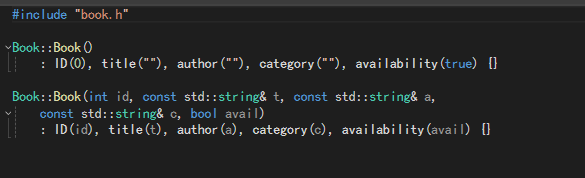 #include "book.h"
Book::Book()
: ID(0), title(""), author(""), category(""), availability(true) {}
Book::Book(int id, const std::string& t, const std::string& a,
const std::string& c, bool avail)
: ID(id), title(t), author(a), category(c), availability(avail) {}